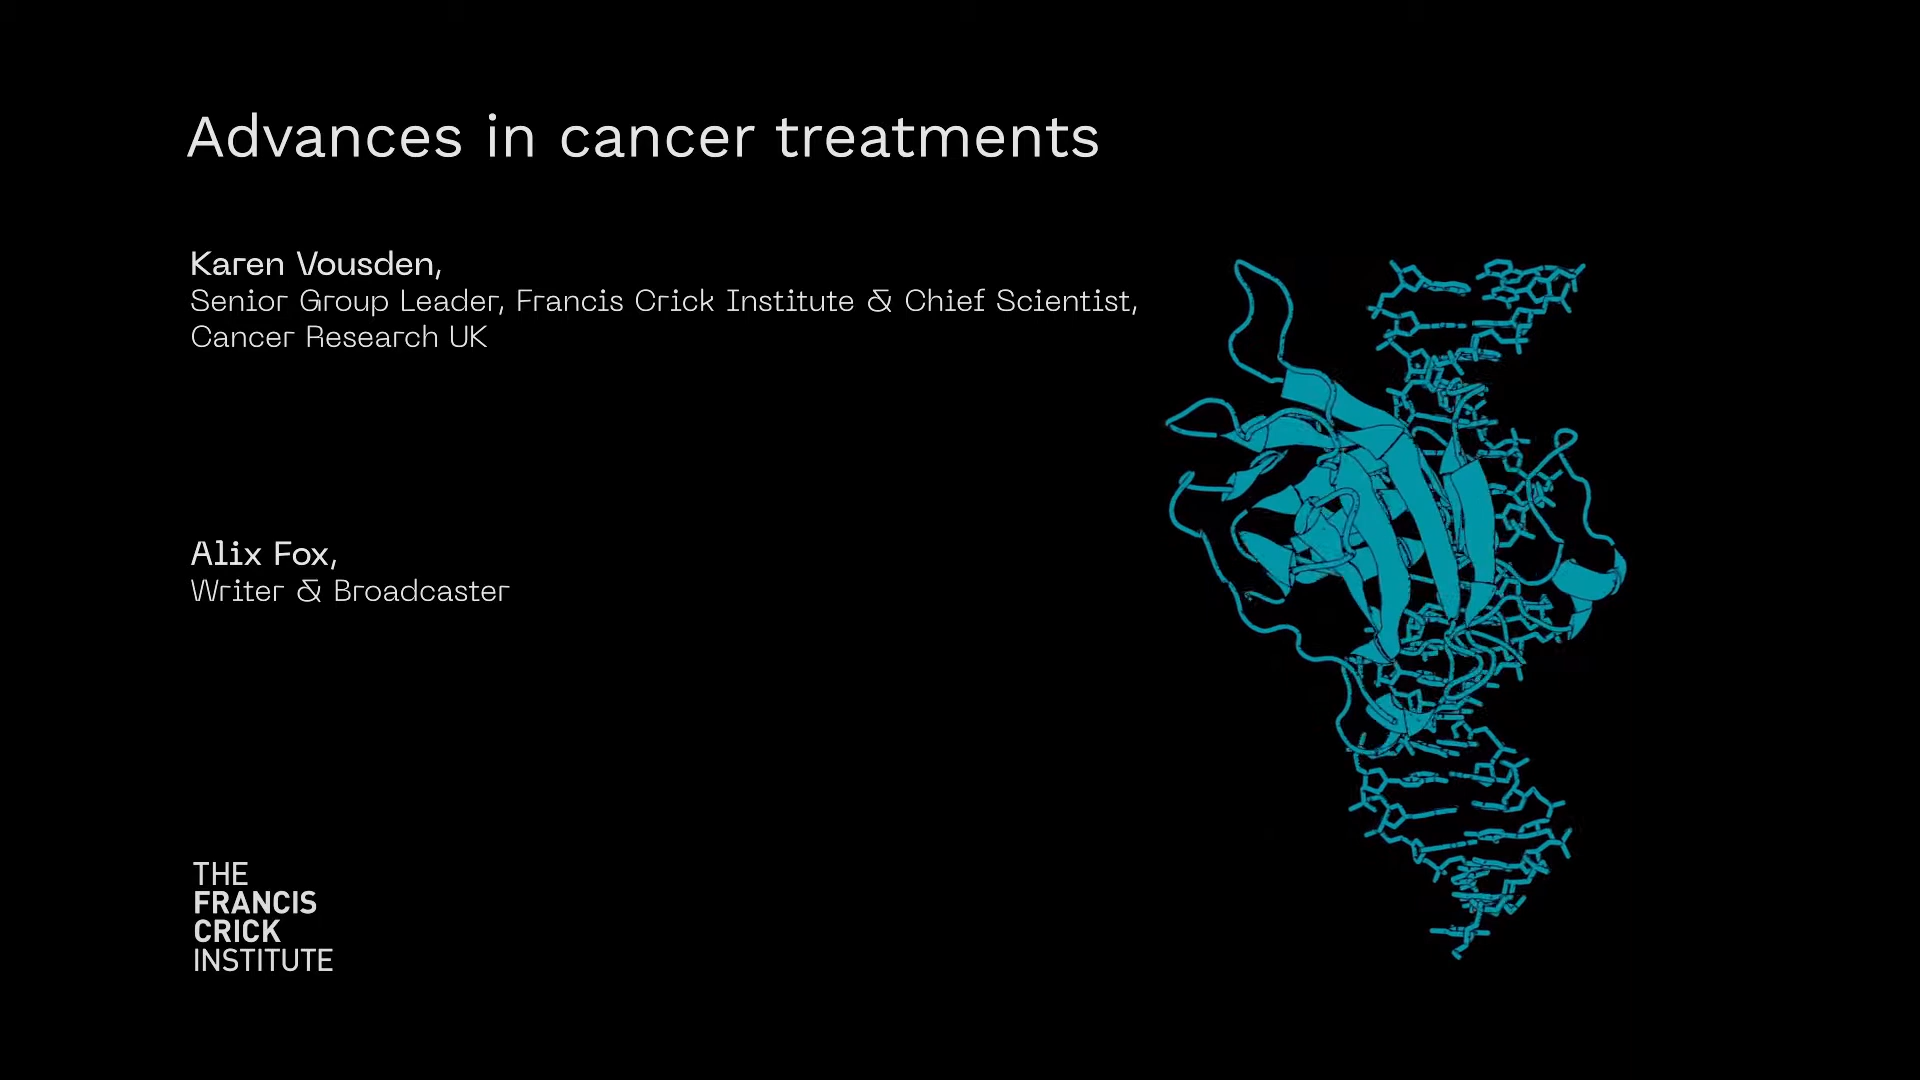 Advances in cancer treatments
Karen Vousden,
Senior Group Leader, Francis Crick Institute & Chief Scientist,
Cancer Research UK
Alix Fox,
Writer & Broadcaster
THE
FRANCIS
CRICK
INSTITUTE